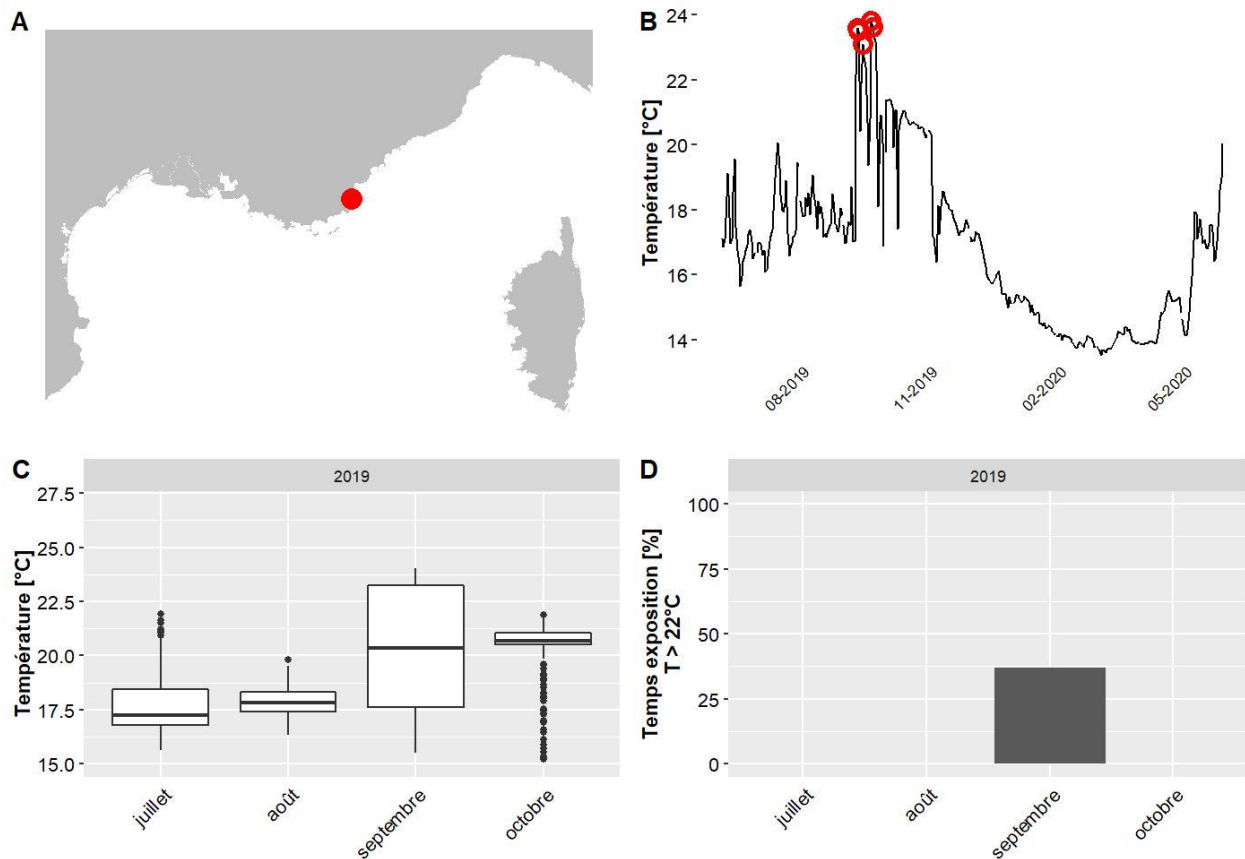 A
B
Température [°C]
24
22
20
18
16
14
08-2019
11-2019
02-2020
05-2020
C
2019
Température [°C]
27.5
25.0
22.5
20.0
17.5
15.0
juillet
août
septembre
octobre
D
2019
Temps exposition [%]
T > 22°C
100
75
50
25
0
juillet
août
septembre
octobre